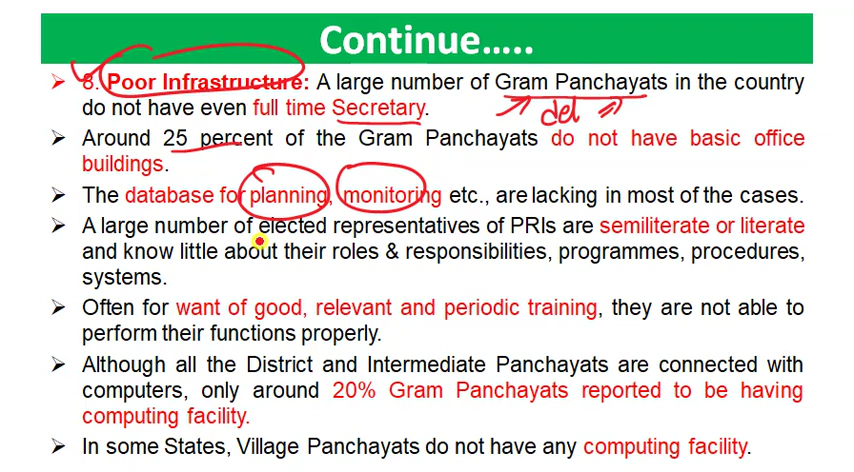 Continue…..
➢ 8. Poor Infrastructure: A large number of Gram Panchayats in the country
do not have even full time Secretary.
del
➢ Around 25 percent of the Gram Panchayats do not have basic office
buildings.
➢ The database for planning, monitoring etc., are lacking in most of the cases.
➢ A large number of elected representatives of PRIs are semiliterate or literate
and know little about their roles & responsibilities, programmes, procedures,
systems.
➢ Often for want of good, relevant and periodic training, they are not able to
perform their functions properly.
➢ Although all the District and Intermediate Panchayats are connected with
computers, only around 20% Gram Panchayats reported to be having
computing facility.
➢ In some States, Village Panchayats do not have any computing facility.